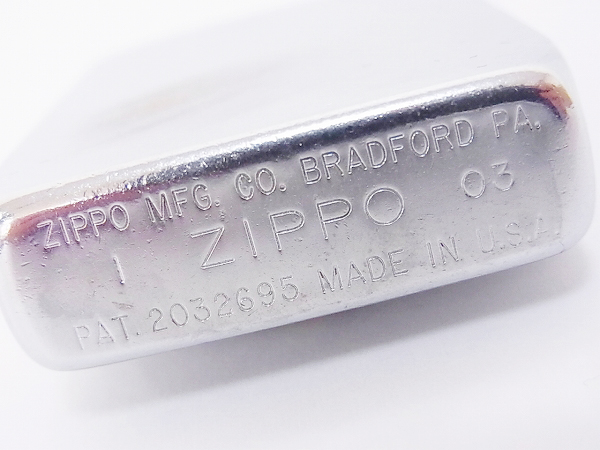 ZIPPO MFG. CO. BRADFORD PA.
I ZIPPO 03
PAT. 2032695 MADE IN U.S.A.